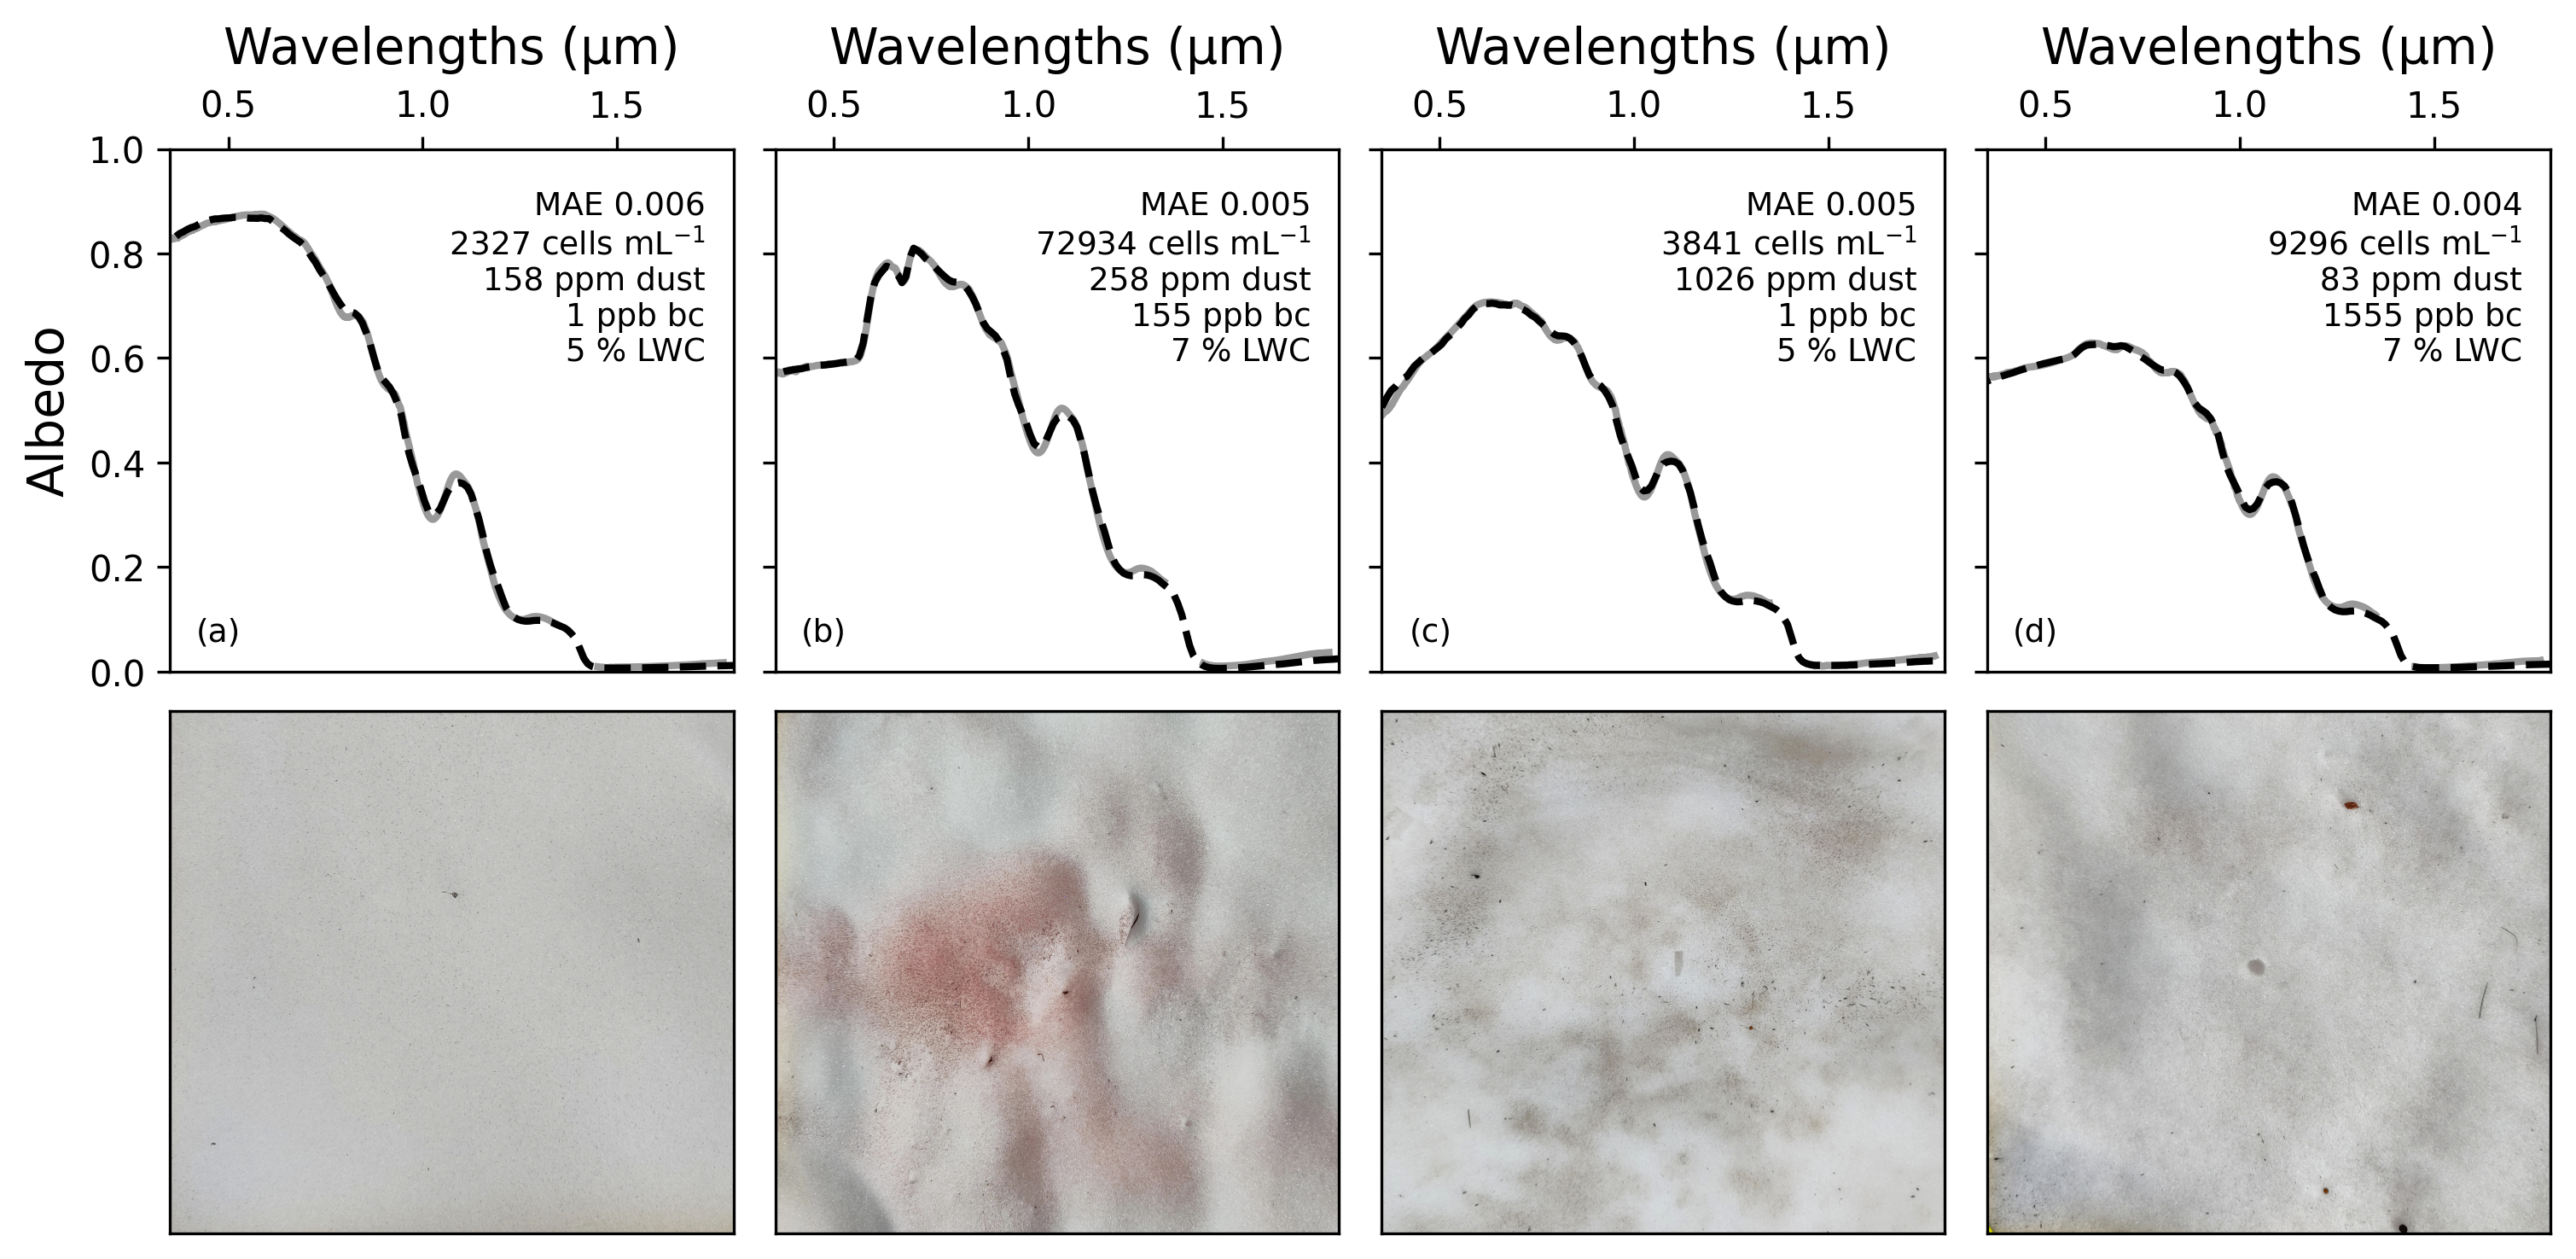 Wavelengths (µm) Wavelengths (µm) Wavelengths (µm) Wavelengths (µm)
0.5 1.0 1.5 0.5 1.0 1.5 0.5 1.0 1.5 0.5 1.0 1.5
Albedo
1.0
0.8
0.6
0.4
0.2
0.0
MAE 0.006
2327 cells mL⁻¹
158 ppm dust
1 ppb bc
5 % LWC
(a)
MAE 0.005
72934 cells mL⁻¹
258 ppm dust
155 ppb bc
7 % LWC
(b)
MAE 0.005
3841 cells mL⁻¹
1026 ppm dust
1 ppb bc
5 % LWC
(c)
MAE 0.004
9296 cells mL⁻¹
83 ppm dust
1555 ppb bc
7 % LWC
(d)